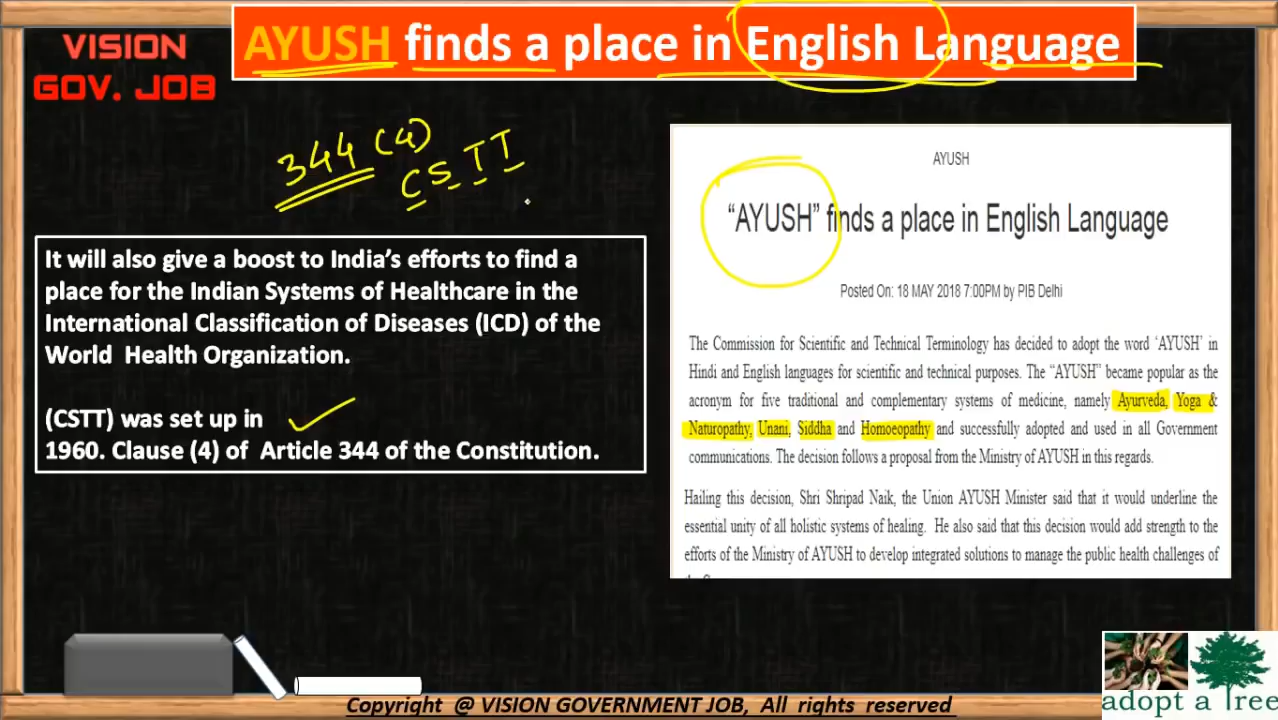 AYUSH finds a place in English Language
VISION
GOV. JOB
344 (4)
CSTT
It will also give a boost to India’s efforts to find a
place for the Indian Systems of Healthcare in the
International Classification of Diseases (ICD) of the
World Health Organization.
(CSTT) was set up in
1960. Clause (4) of Article 344 of the Constitution.
AYUSH
“AYUSH” finds a place in English Language
Posted On: 18 MAY 2018 7:00PM by PIB Delhi
The Commission for Scientific and Technical Terminology has decided to adopt the word ‘AYUSH’ in
Hindi and English languages for scientific and technical purposes. The “AYUSH” became popular as the
acronym for five traditional and complementary systems of medicine, namely Ayurveda, Yoga &
Naturopathy, Unani, Siddha and Homoeopathy and successfully adopted and used in all Government
communications. The decision follows a proposal from the Ministry of AYUSH in this regards.
Hailing this decision, Shri Shripad Naik, the Union AYUSH Minister said that it would underline the
essential unity of all holistic systems of healing. He also said that this decision would add strength to the
efforts of the Ministry of AYUSH to develop integrated solutions to manage the public health challenges of
Copyright @ VISION GOVERNMENT JOB, All rights reserved
adopt a Tree